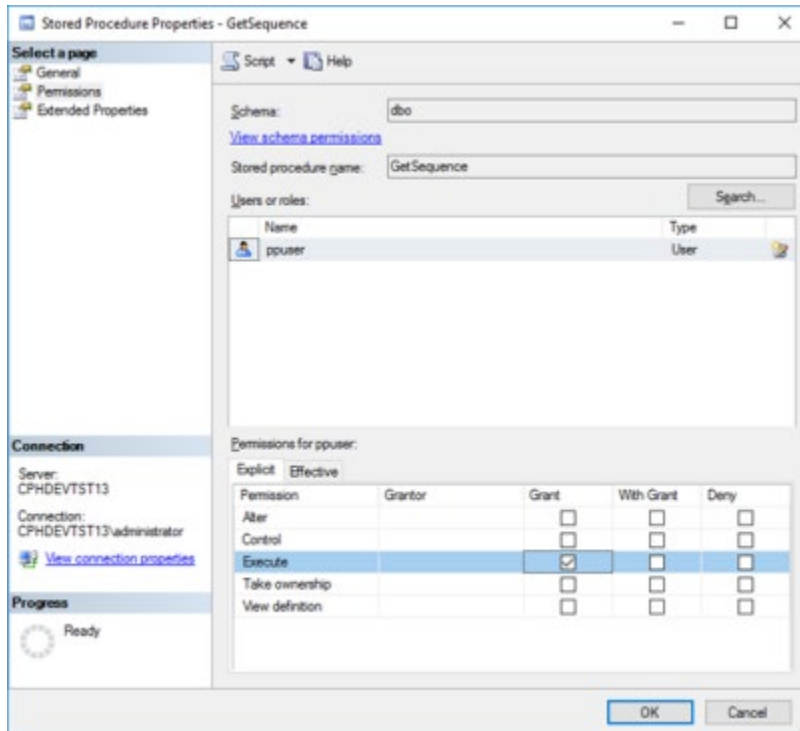 Stored Procedure Properties - GetSequence
Select a page
General
Permissions
Extended Properties
Script Help
Schema: dbo
View schema permissions
Stored procedure name: GetSequence
Users or roles: Search...
Name Type
ppuser User
Connection
Server:
CPHDEVTST13
Connection:
CPHDEVTST13\administrator
View connection properties
Progress
Ready
Permissions for ppuser:
Explicit Effective
Permission Grantor Grant With Grant Deny
Alter
Control
Execute
Take ownership
View definition
OK Cancel